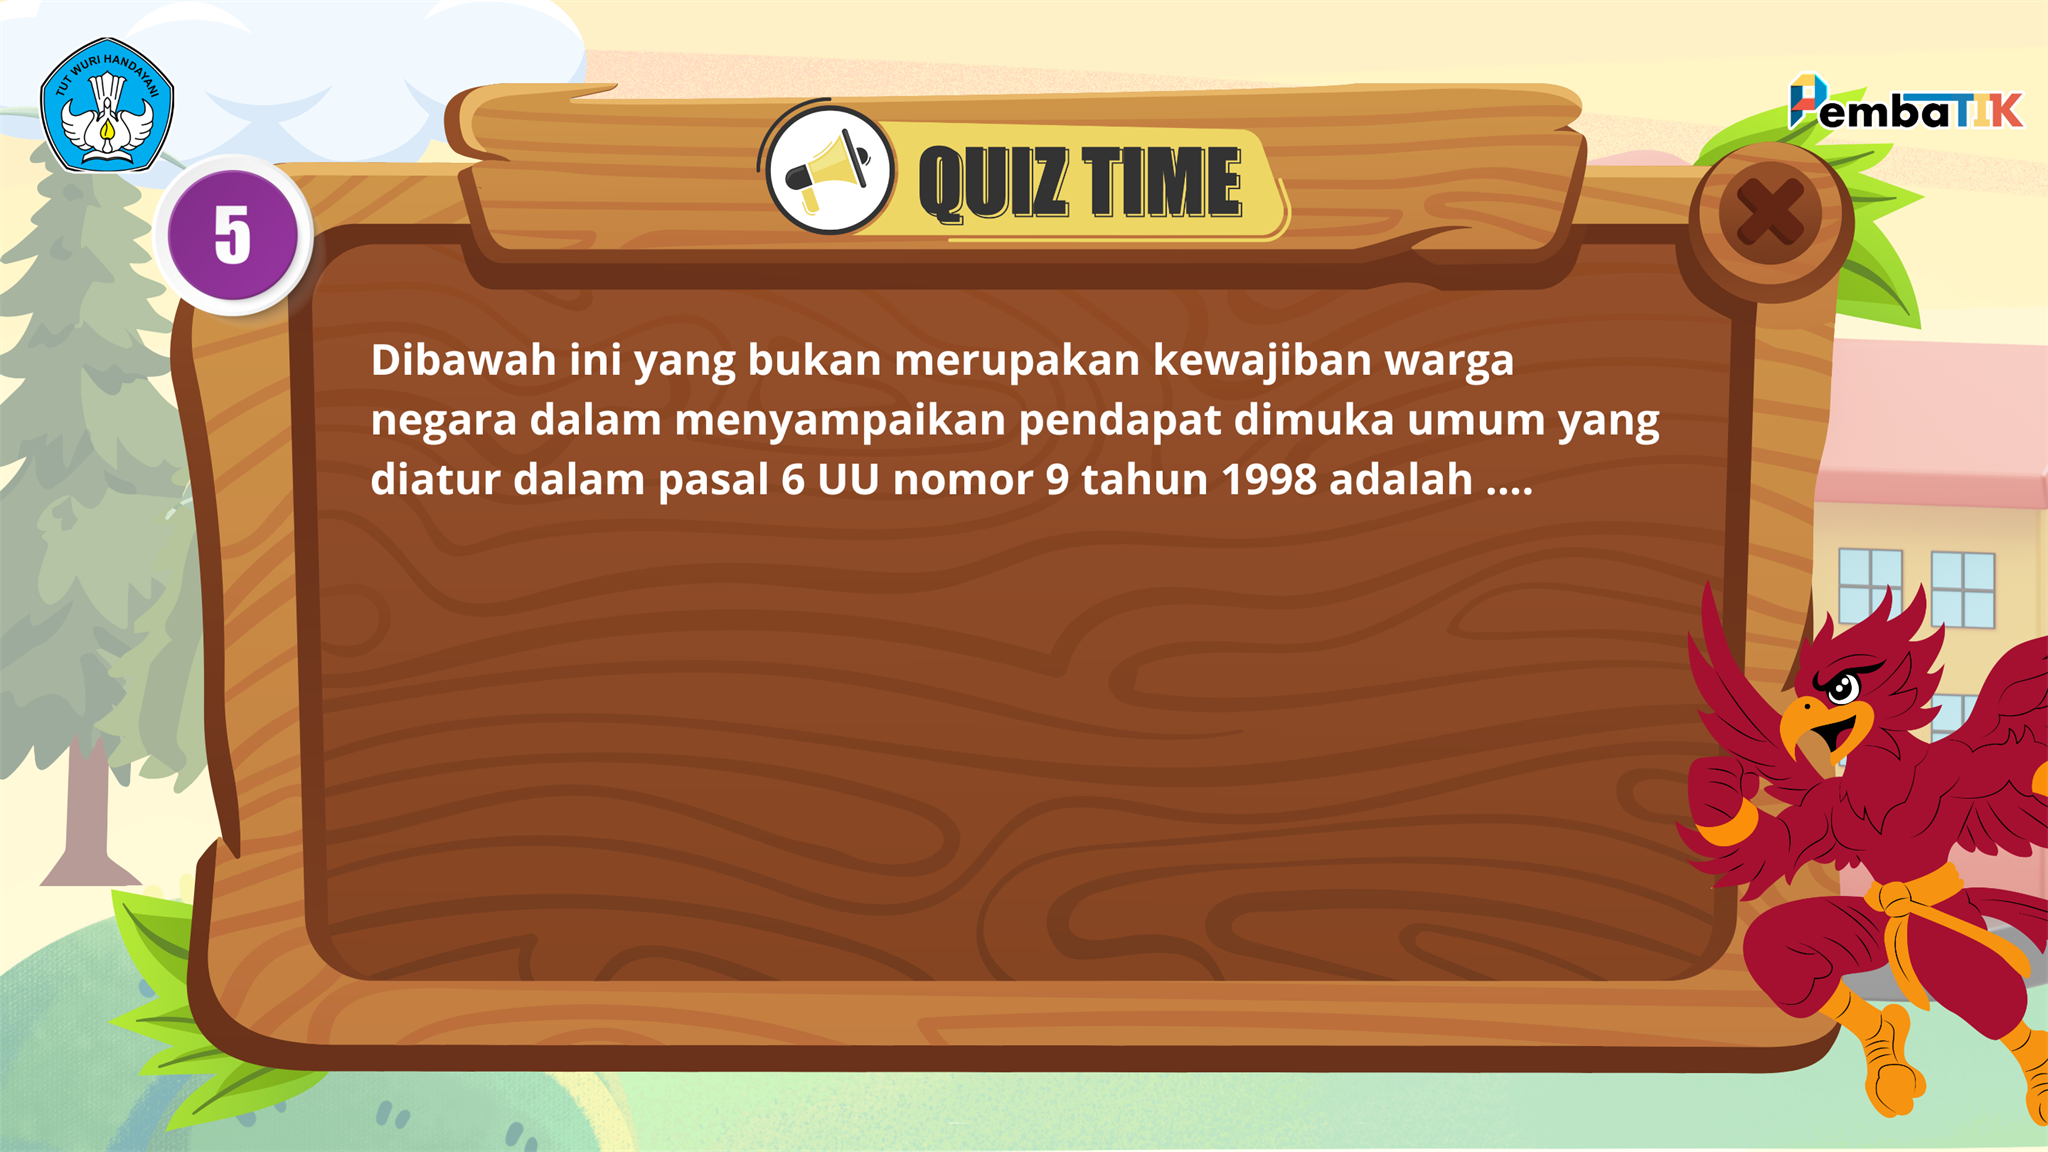 TUT WURI HANDAYANI
PembaTIK
QUIZ TIME
5
Dibawah ini yang bukan merupakan kewajiban warga
negara dalam menyampaikan pendapat dimuka umum yang
diatur dalam pasal 6 UU nomor 9 tahun 1998 adalah ....